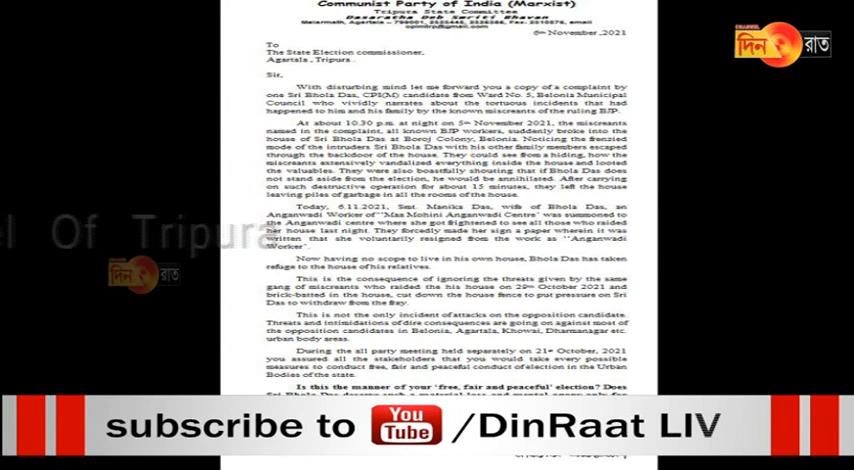 Communist Party of India (Marxist)
Tripura State Committee
Dasaratha Deb Smriti Bhavan
6th November, 2021
To
The State Election commissioner,
Agartala, Tripura.
Sir,
With disturbing mind let me forward you a copy of a complaint by
one Sri Bhola Das, CPI(M) candidate from Ward No. 5, Belonia Municipal
Council who vividly narrates about the tortuous incidents that had
happened to him and his family by the known miscreants of the ruling BJP.
At about 10.30 p.m. at night on 5th November 2021, the miscreants
named in the complaint, all known BJP workers, suddenly broke into the
house of Sri Bhola Das at Boroj Colony, Belonia. Noticing the frenzied
mode of the intruders Sri Bhola Das with his other family members escaped
through the backdoor of the house. They could see from a hiding, how the
miscreants extensively vandalized everything inside the house and looted
the valuables. They were also boastfully shouting that if Bhola Das does
not stand aside from the election, he would be annihilated. After carrying
on such destructive operation for about 15 minutes, they left the house
leaving piles of garbage in all the rooms of the house.
Today, 6.11.2021, Smt. Manika Das, wife of Bhola Das, an
Anganwadi Worker of "Maa Mohini Anganwadi Centre" was summoned to
the Anganwadi centre where she got frightened to see all those who raided
her house last night. They forcedly made her sign a paper wherein it was
written that she voluntarily resigned from the work as "Anganwadi
Worker".
Now having no scope to live in his own house, Bhola Das has taken
refuge to the house of his relatives.
This is the consequence of ignoring the threats given by the same
gang of miscreants who raided the his house on 29th October 2021 and
brick-batted in the house, cut down the house fence to put pressure on Sri
Das to withdraw from the fray.
This is not the only incident of attacks on the opposition candidate.
Threats and intimidations of dire consequences are going on against most of
the opposition candidates in Belonia, Agartala, Khowai, Dharmanagar etc.
urban body areas.
During the all party meeting held separately on 21st October, 2021
you assured all the stakeholders that you would take every possible
measures to conduct free, fair and peaceful conduct of election in the Urban
Bodies of the state.
Is this the manner of your 'free, fair and peaceful' election? Does
CHANNEL
দিন রাত
el Of Tripura
দিন রাত
subscribe to You Tube /DinRaat LIV